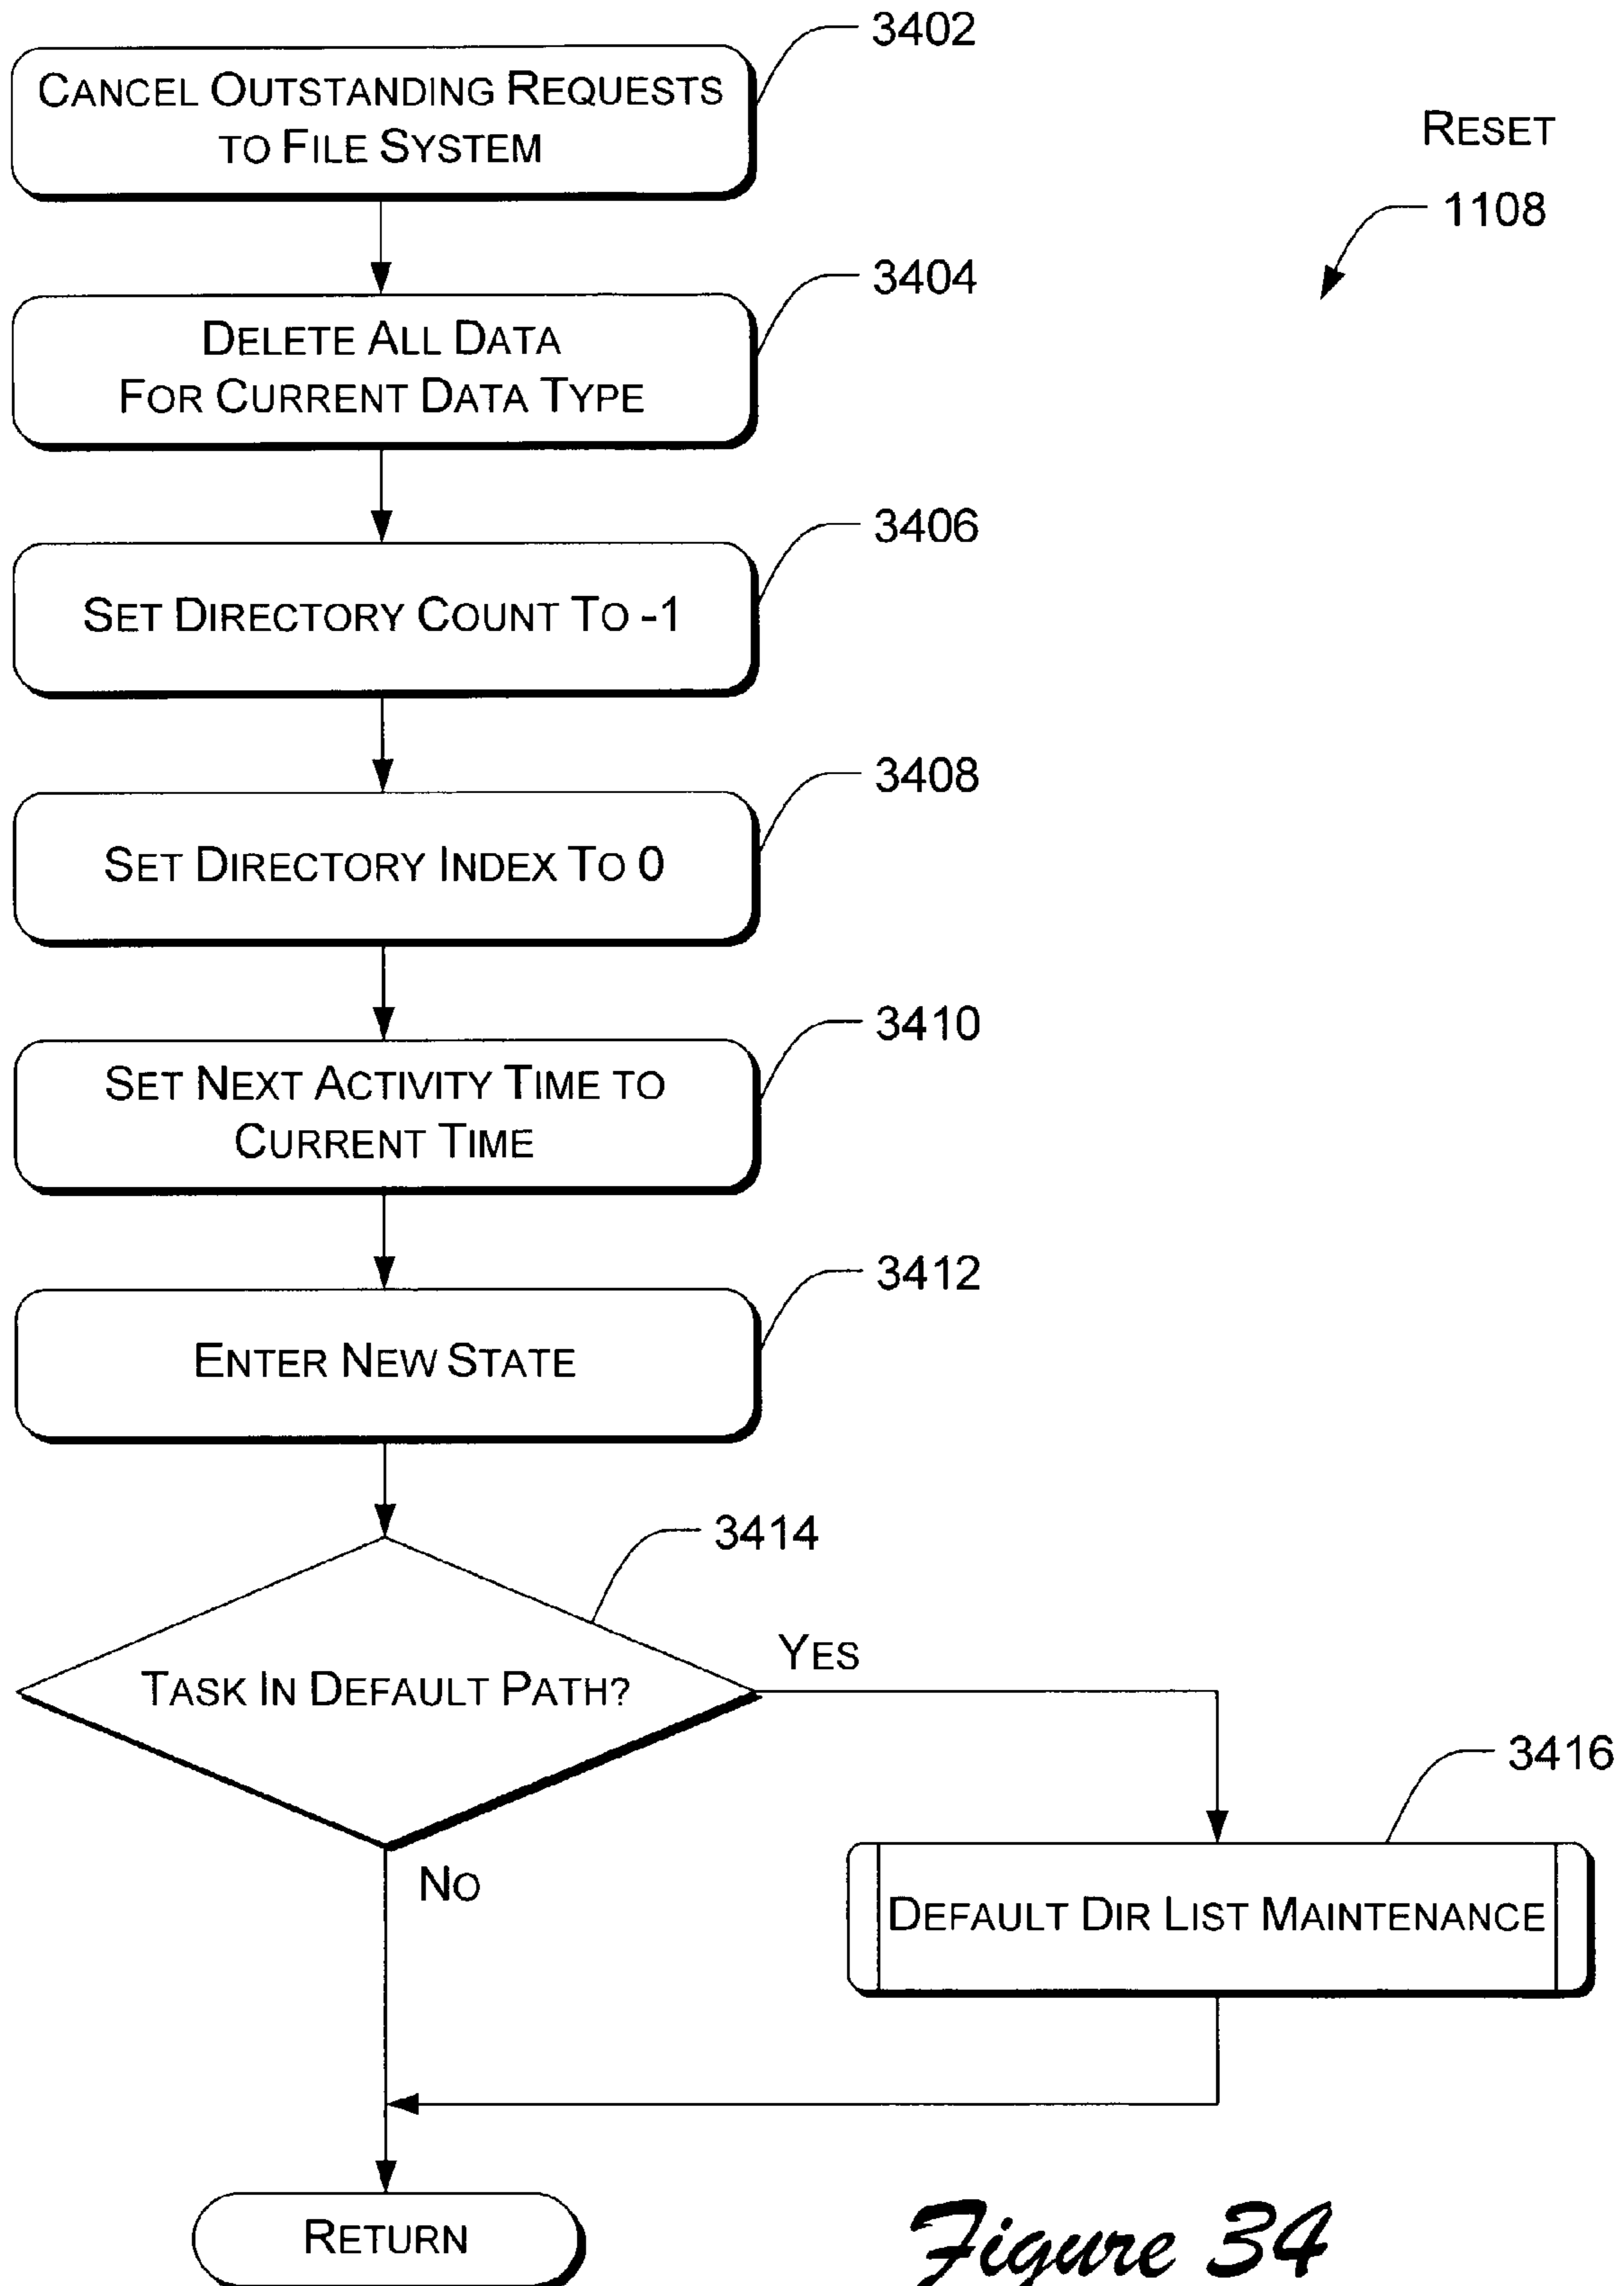 3402
CANCEL OUTSTANDING REQUESTS
TO FILE SYSTEM
RESET
1108
3404
DELETE ALL DATA
FOR CURRENT DATA TYPE
3406
SET DIRECTORY COUNT TO -1
3408
SET DIRECTORY INDEX TO 0
3410
SET NEXT ACTIVITY TIME TO
CURRENT TIME
3412
ENTER NEW STATE
3414
TASK IN DEFAULT PATH?
YES
3416
NO
DEFAULT DIR LIST MAINTENANCE
RETURN
Figure 34